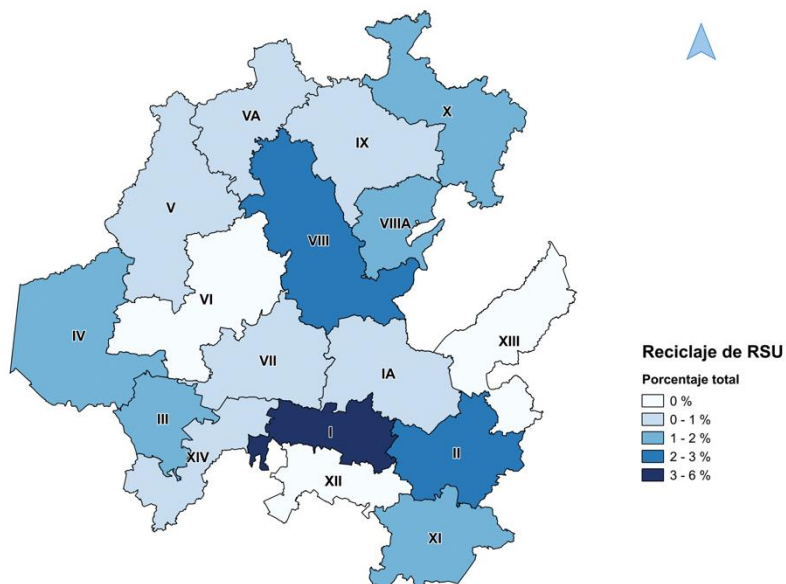 X
VA
IX
V
VIIIA
VIII
VI
IV
XIII
VII
IA
III
I
II
XIV
XII
XI
Reciclaje de RSU
Porcentaje total
0 %
0 - 1 %
1 - 2 %
2 - 3 %
3 - 6 %